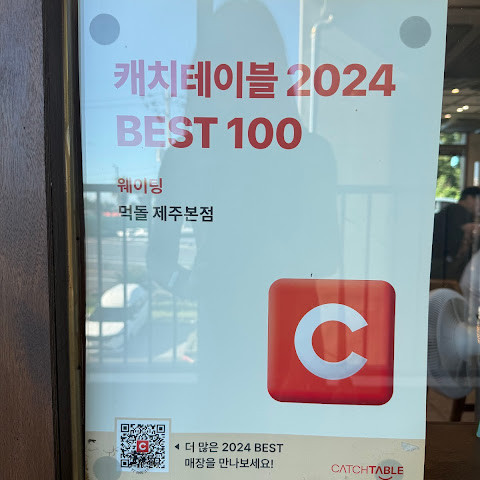 캐치테이블 2024
BEST 100
웨이팅
먹돌 제주본점
C
C
◀ 더 많은 2024 BEST
매장을 만나보세요!
CATCHTABLE